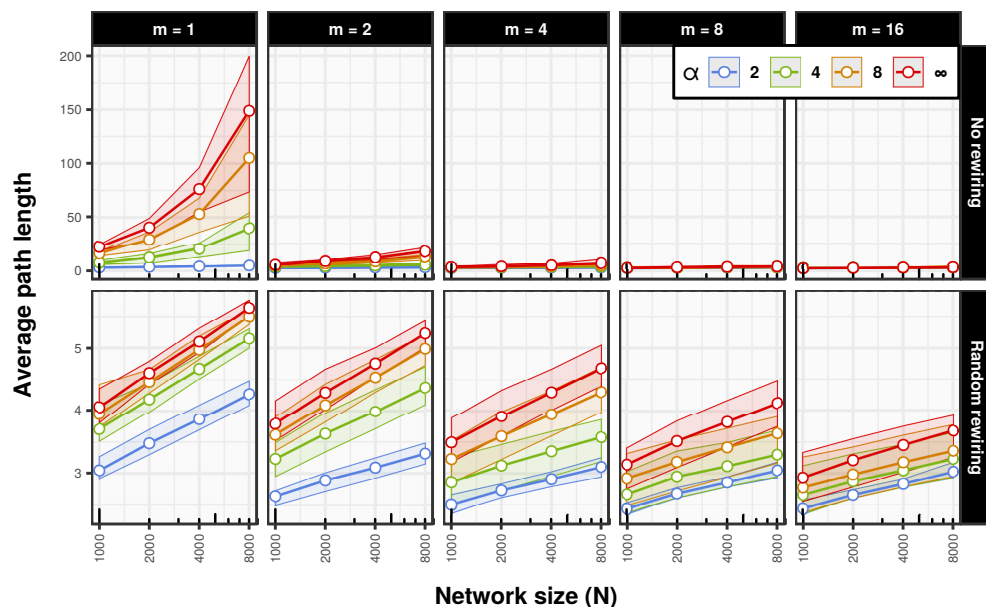 m = 1 m = 2 m = 4 m = 8 m = 16
α 2 4 8 ∞
200
150
100
50
0
No rewiring
Average path length
5
4
3
Random rewiring
1000 2000 4000 8000 1000 2000 4000 8000 1000 2000 4000 8000 1000 2000 4000 8000 1000 2000 4000 8000
Network size (N)